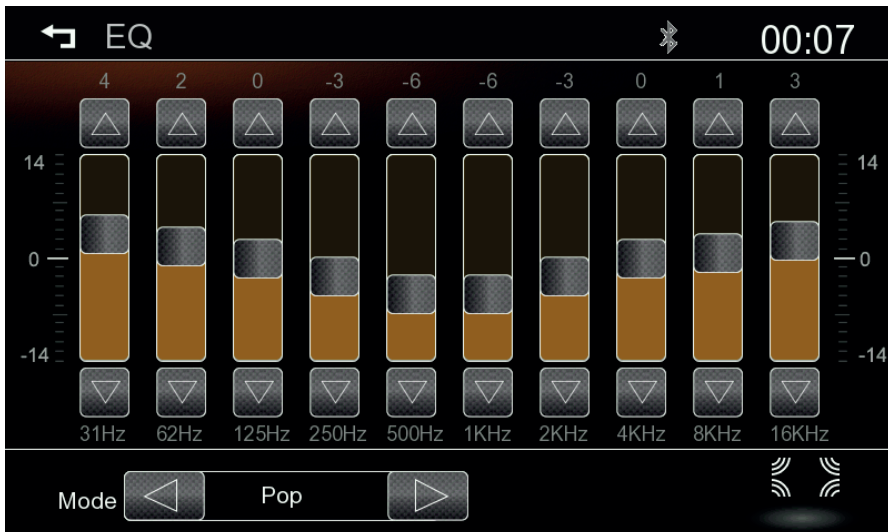 EQ 00:07
4 2 0 -3 -6 -6 -3 0 1 3
14 14
0 0
-14 -14
31Hz 62Hz 125Hz 250Hz 500Hz 1KHz 2KHz 4KHz 8KHz 16KHz
Mode Pop